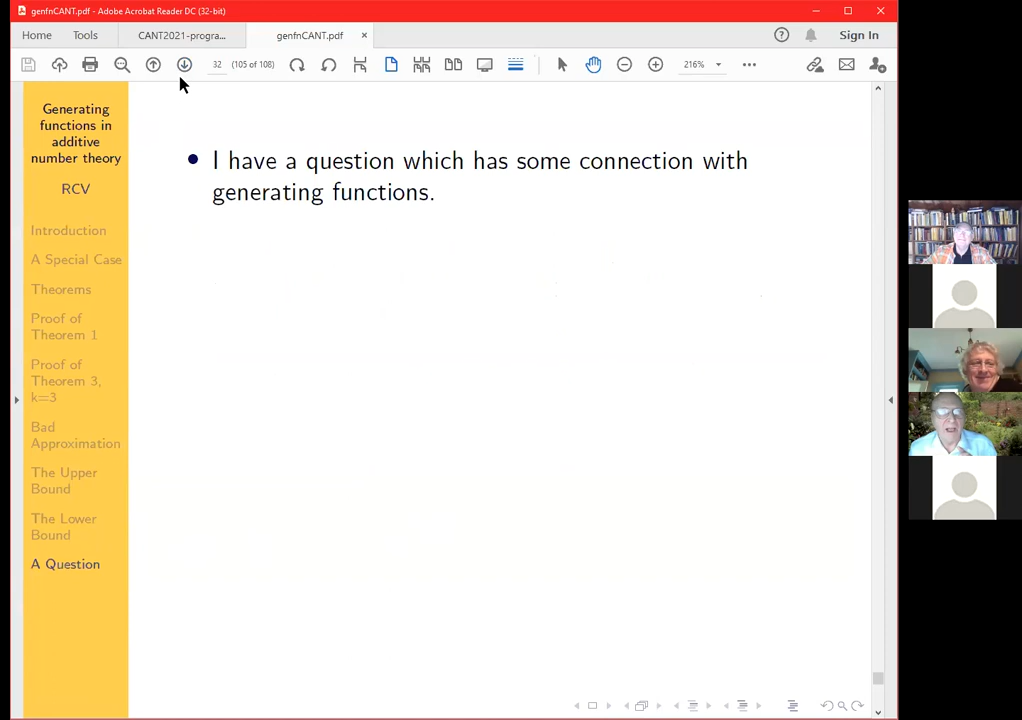 genfnCANT.pdf - Adobe Acrobat Reader DC (32-bit)
Home Tools CANT2021-progra... genfnCANT.pdf × Sign In
32 (105 of 108) 216%
Generating
functions in
additive
number theory
RCV
Introduction
A Special Case
Theorems
Proof of
Theorem 1
Proof of
Theorem 3,
k=3
Bad
Approximation
The Upper
Bound
The Lower
Bound
A Question
• I have a question which has some connection with
generating functions.